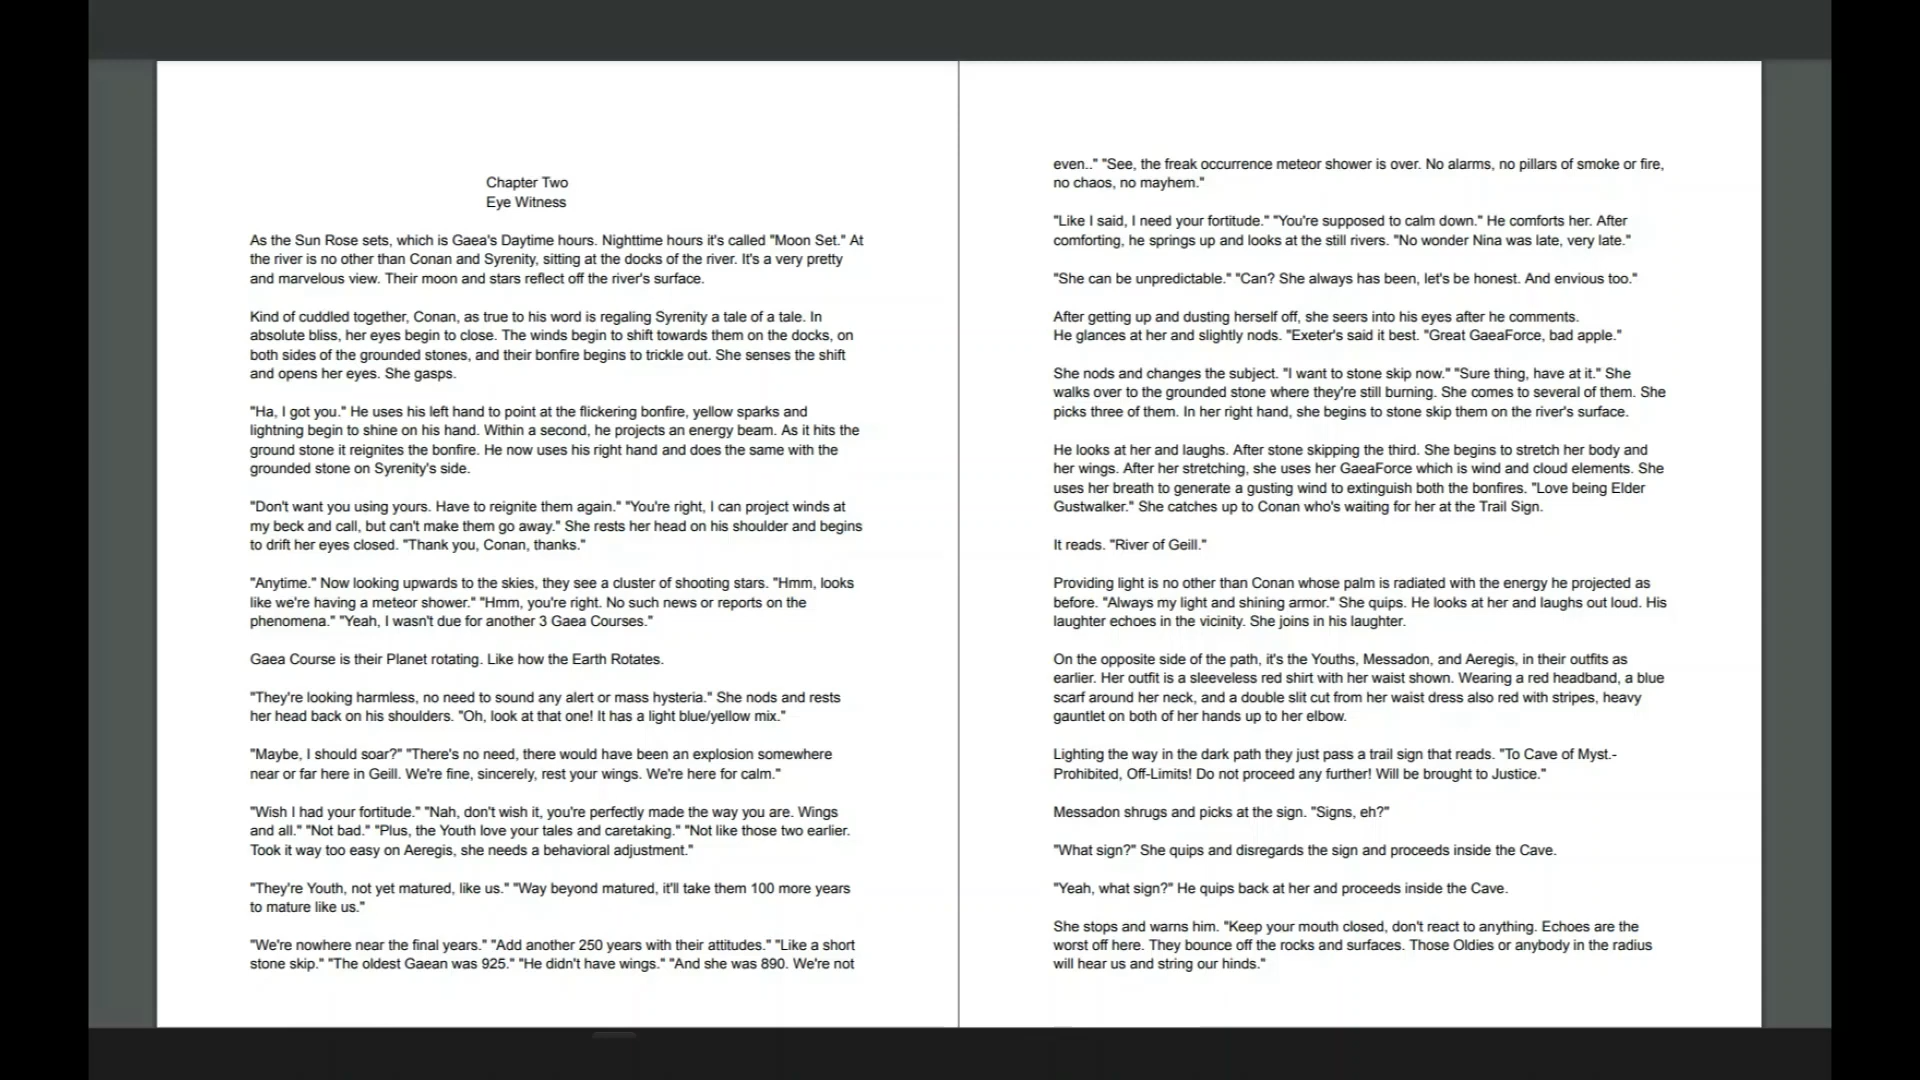 Chapter Two
Eye Witness
As the Sun Rose sets, which is Gaea's Daytime hours. Nighttime hours it's called "Moon Set." At
the river is no other than Conan and Syrenity, sitting at the docks of the river. It's a very pretty
and marvelous view. Their moon and stars reflect off the river's surface.
Kind of cuddled together, Conan, as true to his word is regaling Syrenity a tale of a tale. In
absolute bliss, her eyes begin to close. The winds begin to shift towards them on the docks, on
both sides of the grounded stones, and their bonfire begins to trickle out. She senses the shift
and opens her eyes. She gasps.
"Ha, I got you." He uses his left hand to point at the flickering bonfire, yellow sparks and
lightning begin to shine on his hand. Within a second, he projects an energy beam. As it hits the
ground stone it reignites the bonfire. He now uses his right hand and does the same with the
grounded stone on Syrenity's side.
"Don't want you using yours. Have to reignite them again." "You're right, I can project winds at
my beck and call, but can't make them go away." She rests her head on his shoulder and begins
to drift her eyes closed. "Thank you, Conan, thanks."
"Anytime." Now looking upwards to the skies, they see a cluster of shooting stars. "Hmm, looks
like we're having a meteor shower." "Hmm, you're right. No such news or reports on the
phenomena." "Yeah, I wasn't due for another 3 Gaea Courses."
Gaea Course is their Planet rotating. Like how the Earth Rotates.
"They're looking harmless, no need to sound any alert or mass hysteria." She nods and rests
her head back on his shoulders. "Oh, look at that one! It has a light blue/yellow mix."
"Maybe, I should soar?" "There's no need, there would have been an explosion somewhere
near or far here in Geill. We're fine, sincerely, rest your wings. We're here for calm."
"Wish I had your fortitude." "Nah, don't wish it, you're perfectly made the way you are. Wings
and all." "Not bad." "Plus, the Youth love your tales and caretaking." "Not like those two earlier.
Took it way too easy on Aeregis, she needs a behavioral adjustment."
"They're Youth, not yet matured, like us." "Way beyond matured, it'll take them 100 more years
to mature like us."
"We're nowhere near the final years." "Add another 250 years with their attitudes." "Like a short
stone skip." "The oldest Gaean was 925." "He didn't have wings." "And she was 890. We're not
even.." "See, the freak occurrence meteor shower is over. No alarms, no pillars of smoke or fire,
no chaos, no mayhem."
"Like I said, I need your fortitude." "You're supposed to calm down." He comforts her. After
comforting, he springs up and looks at the still rivers. "No wonder Nina was late, very late."
"She can be unpredictable." "Can? She always has been, let's be honest. And envious too."
After getting up and dusting herself off, she seers into his eyes after he comments.
He glances at her and slightly nods. "Exeter's said it best. "Great GaeaForce, bad apple."
She nods and changes the subject. "I want to stone skip now." "Sure thing, have at it." She
walks over to the grounded stone where they're still burning. She comes to several of them. She
picks three of them. In her right hand, she begins to stone skip them on the river's surface.
He looks at her and laughs. After stone skipping the third. She begins to stretch her body and
her wings. After her stretching, she uses her GaeaForce which is wind and cloud elements. She
uses her breath to generate a gusting wind to extinguish both the bonfires. "Love being Elder
Gustwalker." She catches up to Conan who's waiting for her at the Trail Sign.
It reads. "River of Geill."
Providing light is no other than Conan whose palm is radiated with the energy he projected as
before. "Always my light and shining armor." She quips. He looks at her and laughs out loud. His
laughter echoes in the vicinity. She joins in his laughter.
On the opposite side of the path, it's the Youths, Messadon, and Aeregis, in their outfits as
earlier. Her outfit is a sleeveless red shirt with her waist shown. Wearing a red headband, a blue
scarf around her neck, and a double slit cut from her waist dress also red with stripes, heavy
gauntlet on both of her hands up to her elbow.
Lighting the way in the dark path they just pass a trail sign that reads. "To Cave of Myst.-
Prohibited, Off-Limits! Do not proceed any further! Will be brought to Justice."
Messadon shrugs and picks at the sign. "Signs, eh?"
"What sign?" She quips and disregards the sign and proceeds inside the Cave.
"Yeah, what sign?" He quips back at her and proceeds inside the Cave.
She stops and warns him. "Keep your mouth closed, don't react to anything. Echoes are the
worst off here. They bounce off the rocks and surfaces. Those Oldies or anybody in the radius
will hear us and string our hinds."